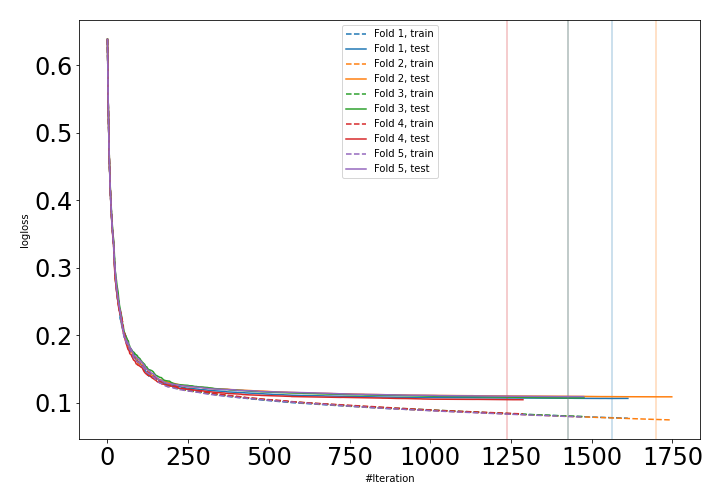 0.6
0.5
0.4
0.3
0.2
0.1
logloss
Fold 1, train
Fold 1, test
Fold 2, train
Fold 2, test
Fold 3, train
Fold 3, test
Fold 4, train
Fold 4, test
Fold 5, train
Fold 5, test
0 250 500 750 1000 1250 1500 1750
#Iteration